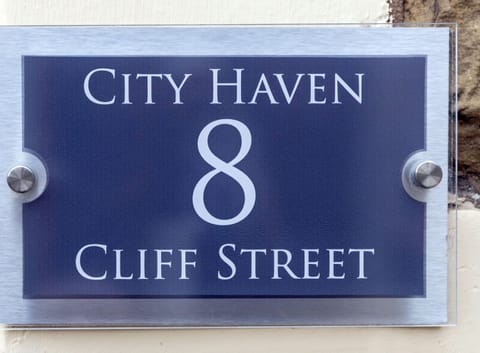 City Haven
8
Cliff Street